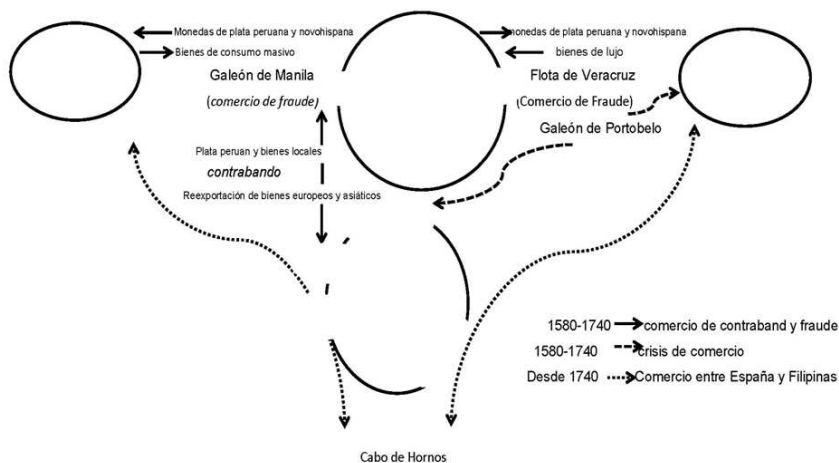 Monedas de plata peruana y novohispana
Bienes de consumo masivo
Galeón de Manila
(comercio de fraude)
monedas de plata peruana y novohispana
bienes de lujo
Flota de Veracruz
(Comercio de Fraude)
Galeón de Portobelo
Plata peruan y bienes locales
contrabando
Reexportación de bienes europeos y asiáticos
1580-1740 comercio de contraband y fraude
1580-1740 crisis de comercio
Desde 1740 Comercio entre España y Filipinas
Cabo de Hornos